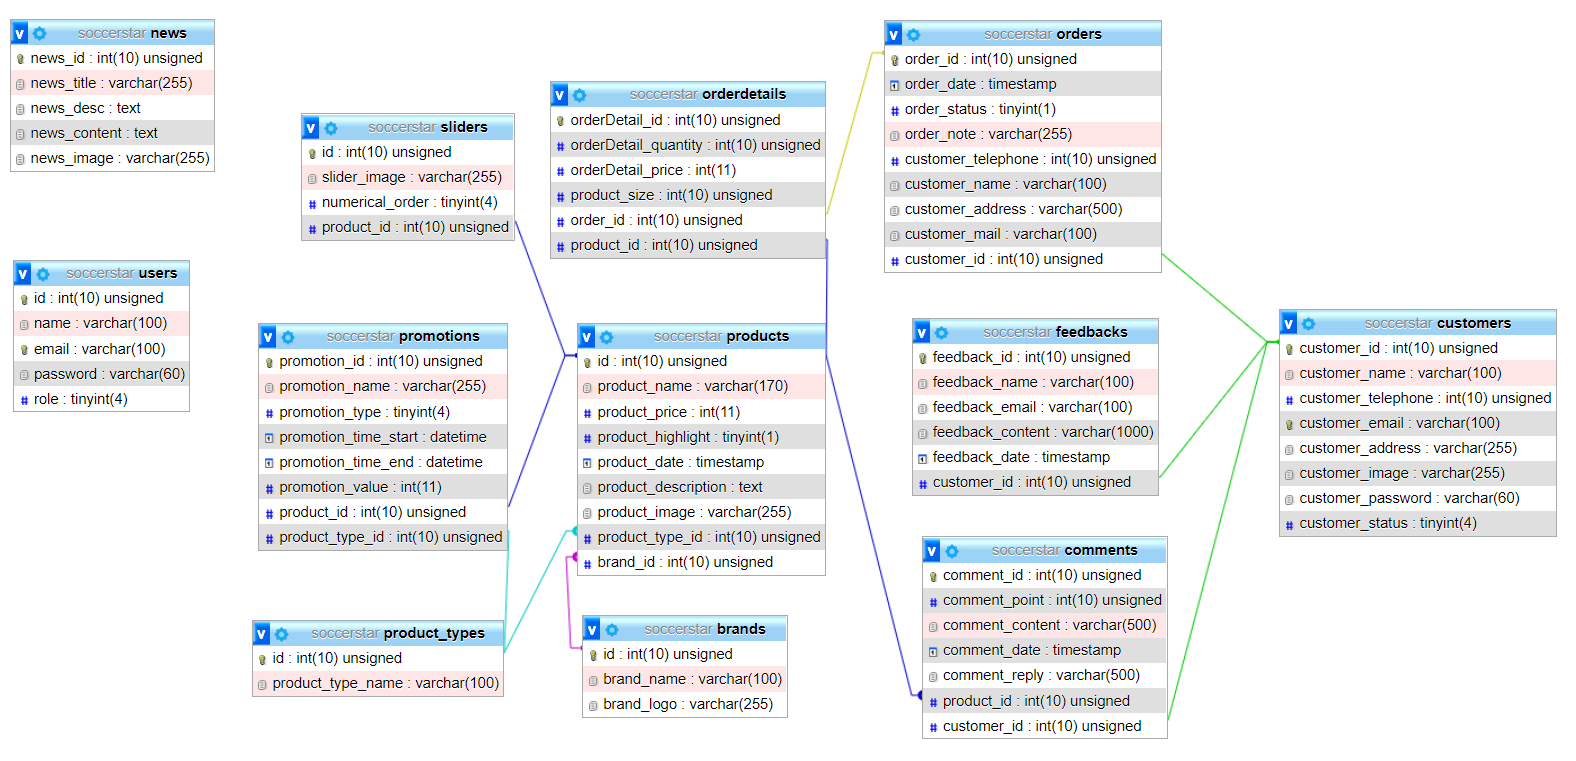 soccerstar news
news_id : int(10) unsigned
news_title : varchar(255)
news_desc : text
news_content : text
news_image : varchar(255)
soccerstar users
id : int(10) unsigned
name : varchar(100)
email : varchar(100)
password : varchar(60)
role : tinyint(4)
soccerstar sliders
id : int(10) unsigned
slider_image : varchar(255)
numerical_order : tinyint(4)
product_id : int(10) unsigned
soccerstar promotions
promotion_id : int(10) unsigned
promotion_name : varchar(255)
promotion_type : tinyint(4)
promotion_time_start : datetime
promotion_time_end : datetime
promotion_value : int(11)
product_id : int(10) unsigned
product_type_id : int(10) unsigned
soccerstar product_types
id : int(10) unsigned
product_type_name : varchar(100)
soccerstar orderdetails
orderDetail_id : int(10) unsigned
orderDetail_quantity : int(10) unsigned
orderDetail_price : int(11)
product_size : int(10) unsigned
order_id : int(10) unsigned
product_id : int(10) unsigned
soccerstar products
id : int(10) unsigned
product_name : varchar(170)
product_price : int(11)
product_highlight : tinyint(1)
product_date : timestamp
product_description : text
product_image : varchar(255)
product_type_id : int(10) unsigned
brand_id : int(10) unsigned
soccerstar brands
id : int(10) unsigned
brand_name : varchar(100)
brand_logo : varchar(255)
soccerstar orders
order_id : int(10) unsigned
order_date : timestamp
order_status : tinyint(1)
order_note : varchar(255)
customer_telephone : int(10) unsigned
customer_name : varchar(100)
customer_address : varchar(500)
customer_mail : varchar(100)
customer_id : int(10) unsigned
soccerstar feedbacks
feedback_id : int(10) unsigned
feedback_name : varchar(100)
feedback_email : varchar(100)
feedback_content : varchar(1000)
feedback_date : timestamp
customer_id : int(10) unsigned
soccerstar comments
comment_id : int(10) unsigned
comment_point : int(10) unsigned
comment_content : varchar(500)
comment_date : timestamp
comment_reply : varchar(500)
product_id : int(10) unsigned
customer_id : int(10) unsigned
soccerstar customers
customer_id : int(10) unsigned
customer_name : varchar(100)
customer_telephone : int(10) unsigned
customer_email : varchar(100)
customer_address : varchar(255)
customer_image : varchar(255)
customer_password : varchar(60)
customer_status : tinyint(4)